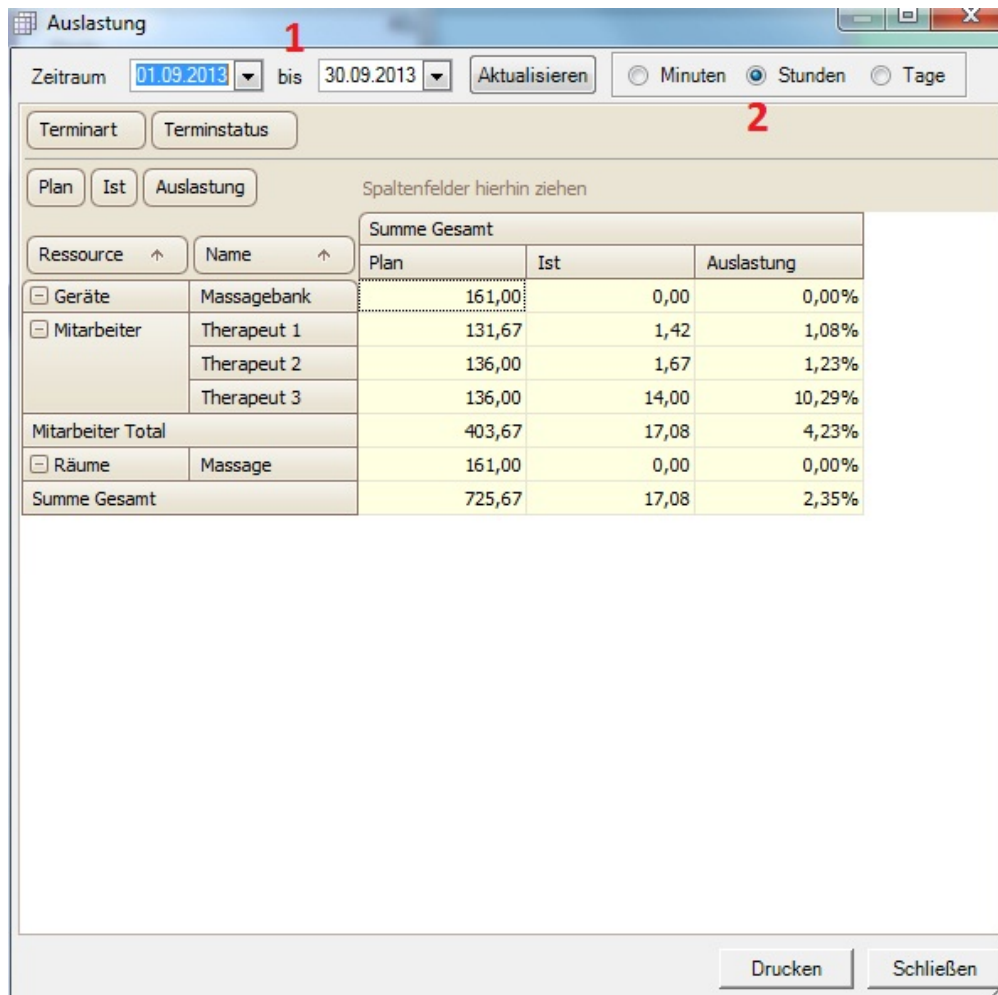 Auslastung
1
Zeitraum 01.09.2013 bis 30.09.2013 Aktualisieren Minuten Stunden Tage
2
Terminart Terminstatus
Plan Ist Auslastung Spaltenfelder hierhin ziehen
Summe Gesamt
Ressource Name Plan Ist Auslastung
Geräte Massagebank 161,00 0,00 0,00%
Mitarbeiter Therapeut 1 131,67 1,42 1,08%
Therapeut 2 136,00 1,67 1,23%
Therapeut 3 136,00 14,00 10,29%
Mitarbeiter Total 403,67 17,08 4,23%
Räume Massage 161,00 0,00 0,00%
Summe Gesamt 725,67 17,08 2,35%
Drucken Schließen